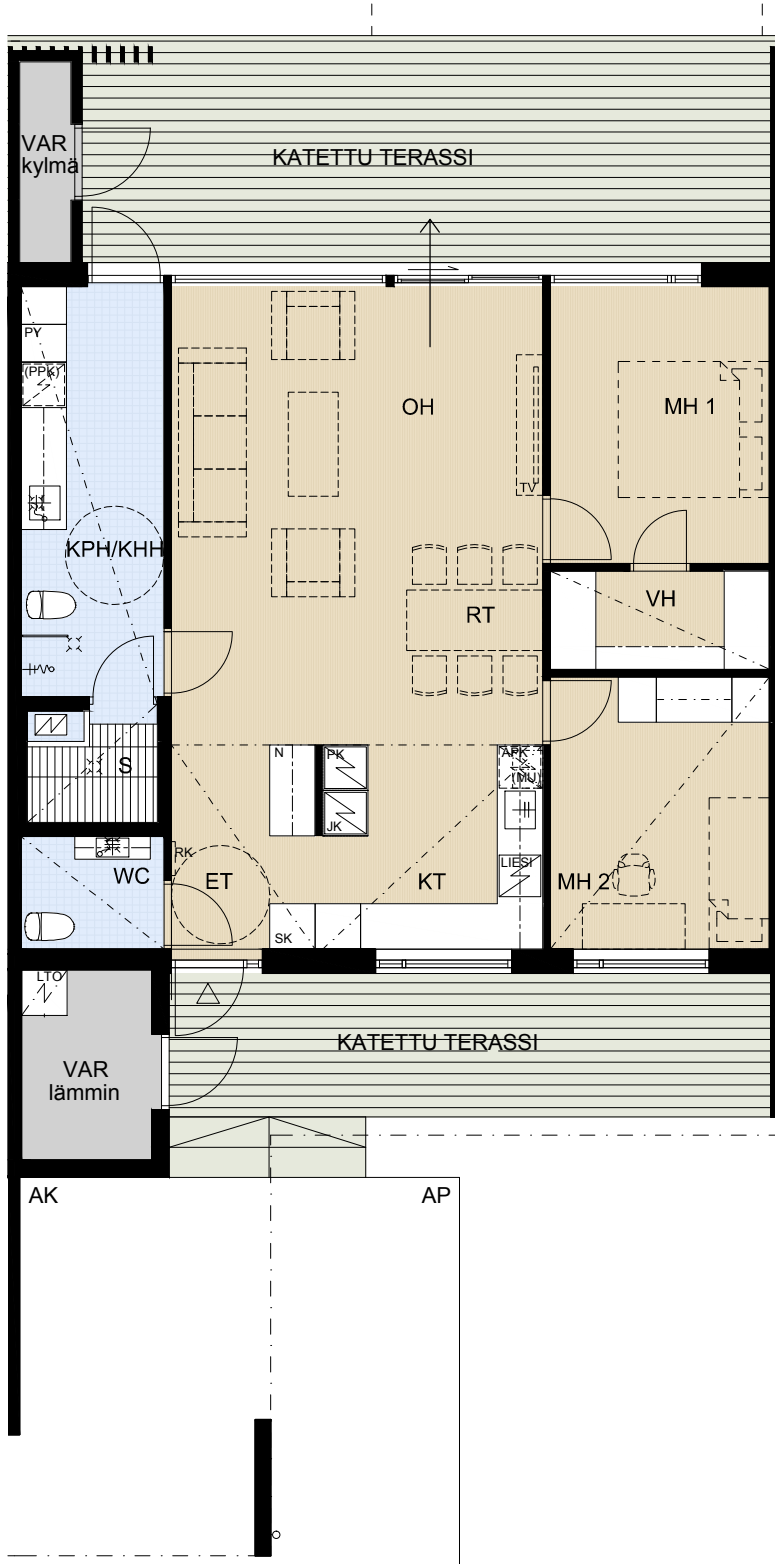 VAR
kylmä
KATETTU TERASSI
PY
(PPK)
OH
MH 1
TV
KPH/KHH
VH
RT
S
N
PK
APK
(MU)
JK
WC
RK
ET
KT
LIESI
MH 2
SK
LTO
VAR
lämmin
KATETTU TERASSI
AK
AP